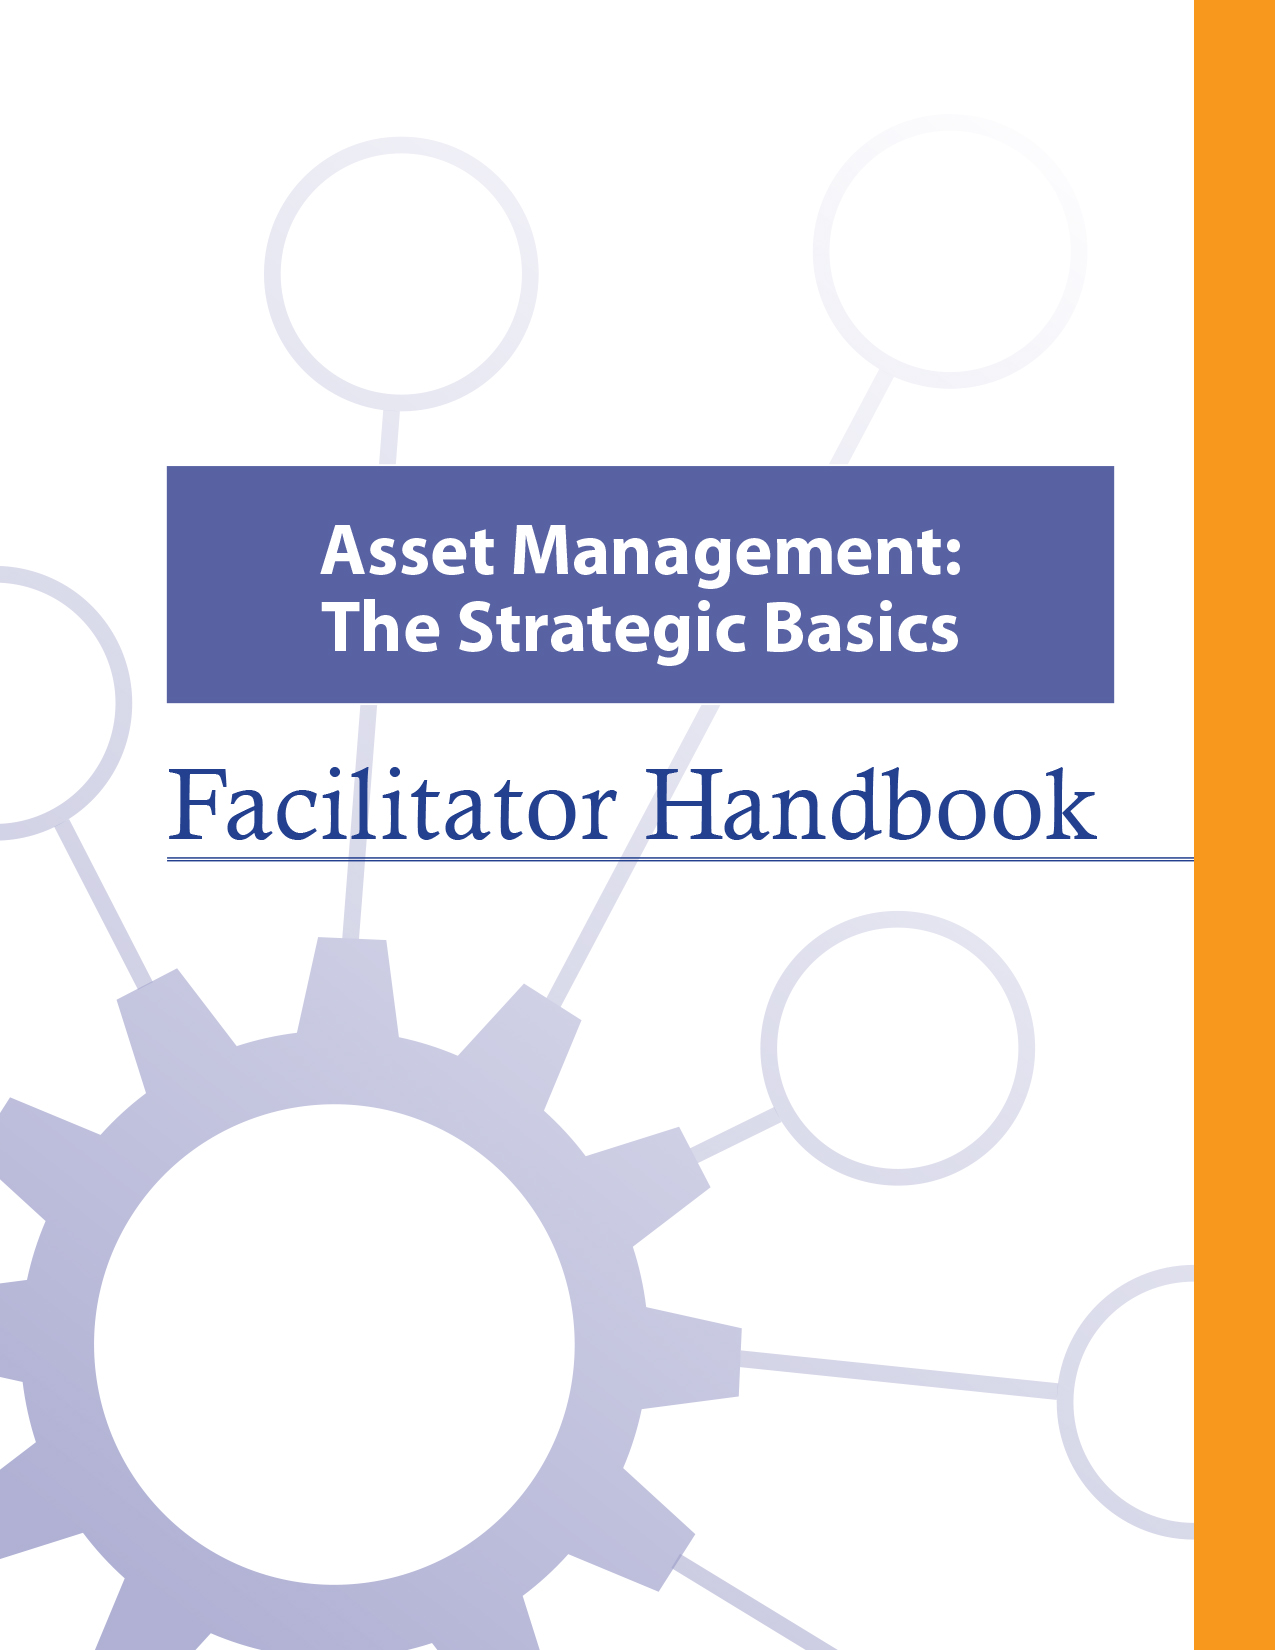 Asset Management:
The Strategic Basics
Facilitator Handbook